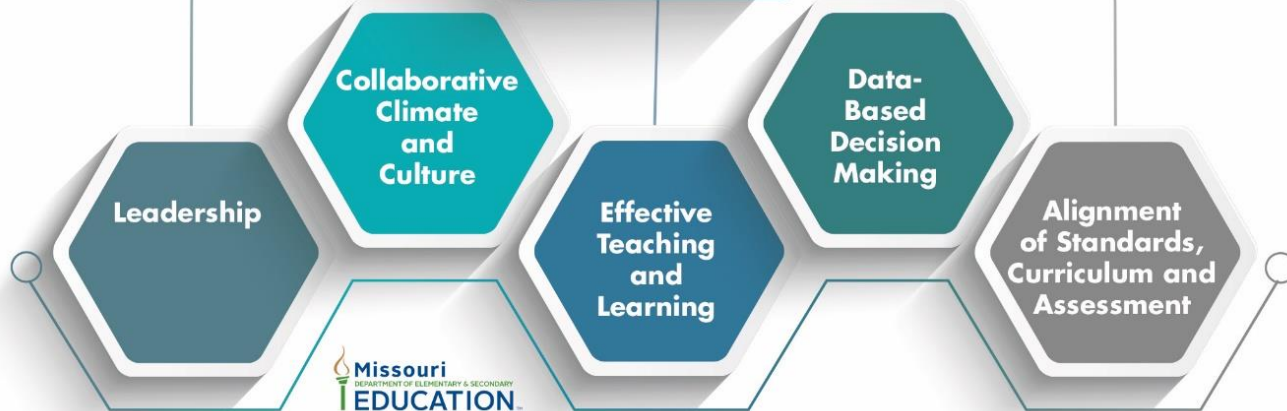 Leadership
Collaborative
Climate
and
Culture
Effective
Teaching
and
Learning
Data-
Based
Decision
Making
Alignment
of Standards,
Curriculum and
Assessment
Missouri
DEPARTMENT OF ELEMENTARY & SECONDARY
EDUCATION